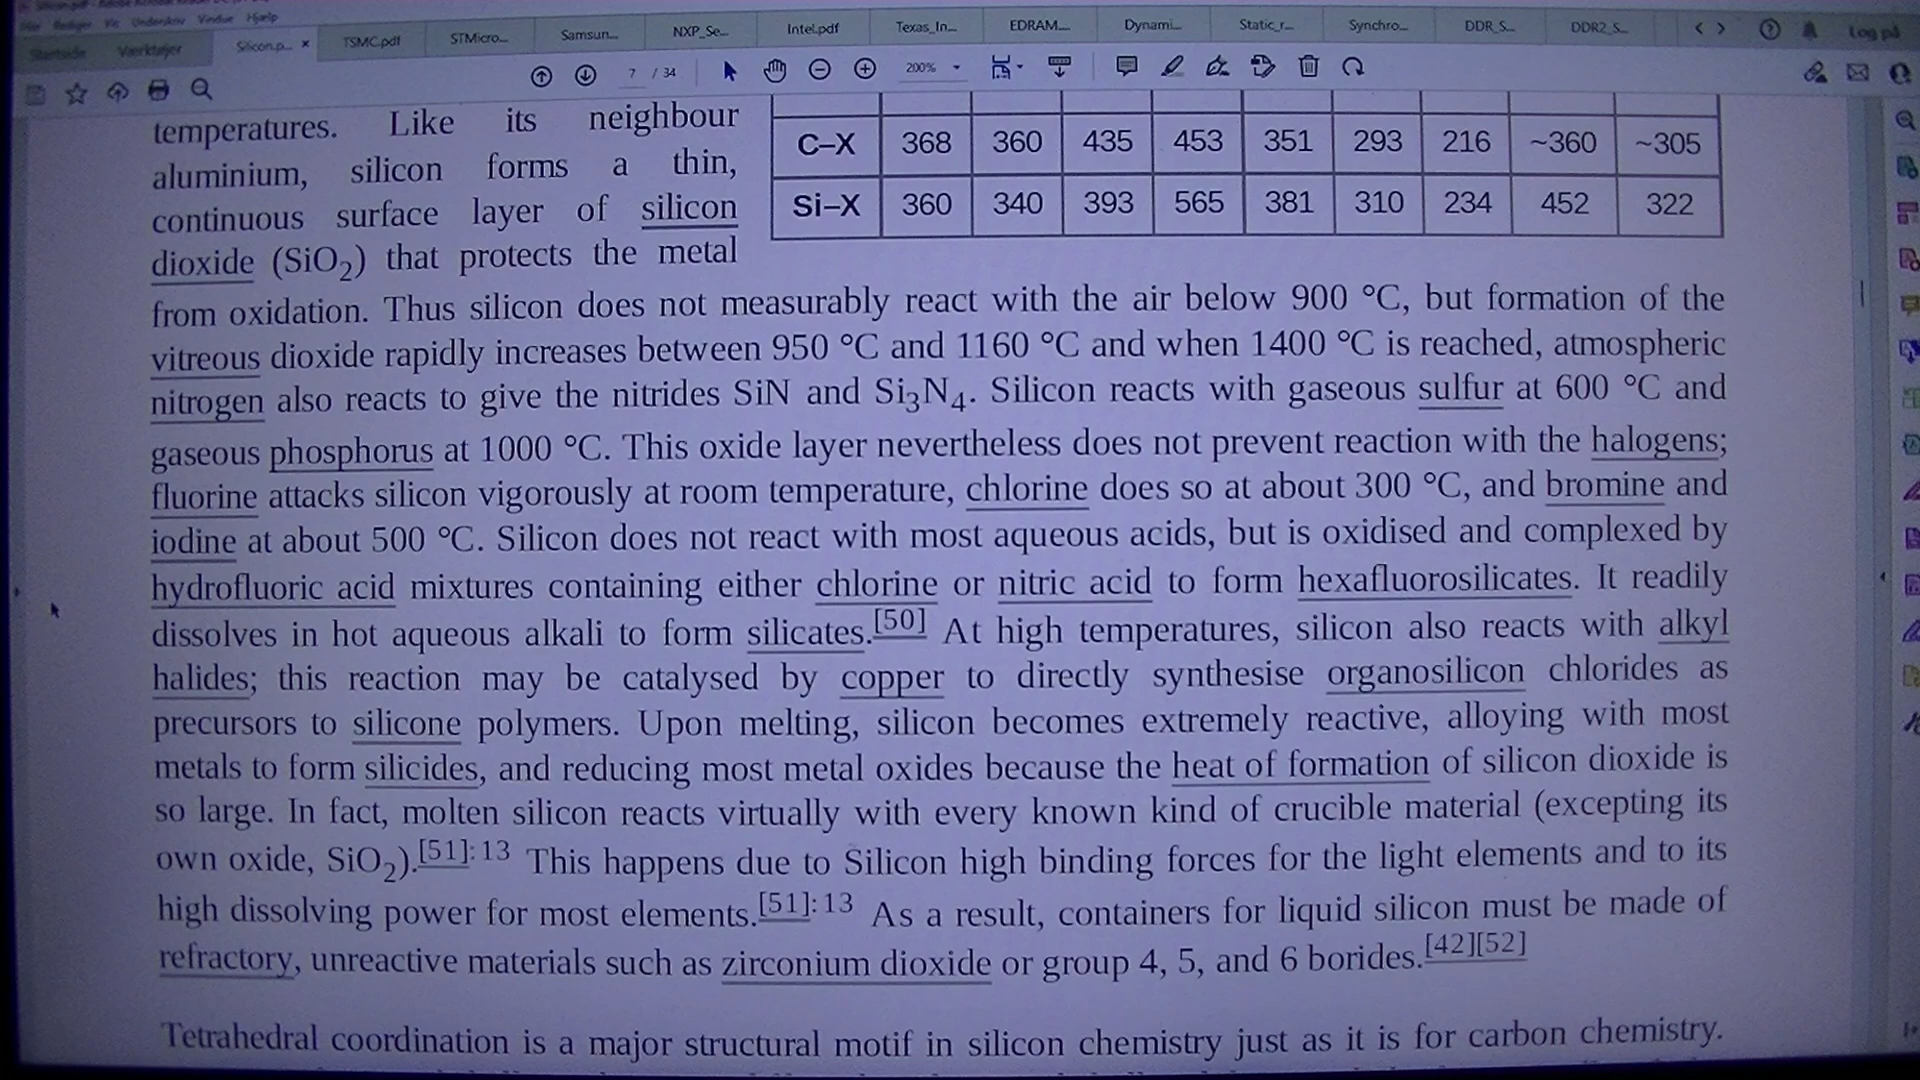 Silicon.pdf - Adobe Acrobat Reader
Filer Rediger Vis Underskriv Vindue Hjælp
Startside Værktøjer Silicon.p... × TSMC.pdf STMicro... Samsun... NXP_Se... Intel.pdf Texas_In... EDRAM.... Dynami... Static_r... Synchro... DDR_S... DDR2_S... Log på
7 / 34 200%
C–X 368 360 435 453 351 293 216 ~360 ~305
Si–X 360 340 393 565 381 310 234 452 322
temperatures. Like its neighbour
aluminium, silicon forms a thin,
continuous surface layer of silicon
dioxide (SiO2) that protects the metal
from oxidation. Thus silicon does not measurably react with the air below 900 °C, but formation of the
vitreous dioxide rapidly increases between 950 °C and 1160 °C and when 1400 °C is reached, atmospheric
nitrogen also reacts to give the nitrides SiN and Si3N4. Silicon reacts with gaseous sulfur at 600 °C and
gaseous phosphorus at 1000 °C. This oxide layer nevertheless does not prevent reaction with the halogens;
fluorine attacks silicon vigorously at room temperature, chlorine does so at about 300 °C, and bromine and
iodine at about 500 °C. Silicon does not react with most aqueous acids, but is oxidised and complexed by
hydrofluoric acid mixtures containing either chlorine or nitric acid to form hexafluorosilicates. It readily
dissolves in hot aqueous alkali to form silicates.[50] At high temperatures, silicon also reacts with alkyl
halides; this reaction may be catalysed by copper to directly synthesise organosilicon chlorides as
precursors to silicone polymers. Upon melting, silicon becomes extremely reactive, alloying with most
metals to form silicides, and reducing most metal oxides because the heat of formation of silicon dioxide is
so large. In fact, molten silicon reacts virtually with every known kind of crucible material (excepting its
own oxide, SiO2).[51]:13 This happens due to Silicon high binding forces for the light elements and to its
high dissolving power for most elements.[51]:13 As a result, containers for liquid silicon must be made of
refractory, unreactive materials such as zirconium dioxide or group 4, 5, and 6 borides.[42][52]
Tetrahedral coordination is a major structural motif in silicon chemistry just as it is for carbon chemistry.